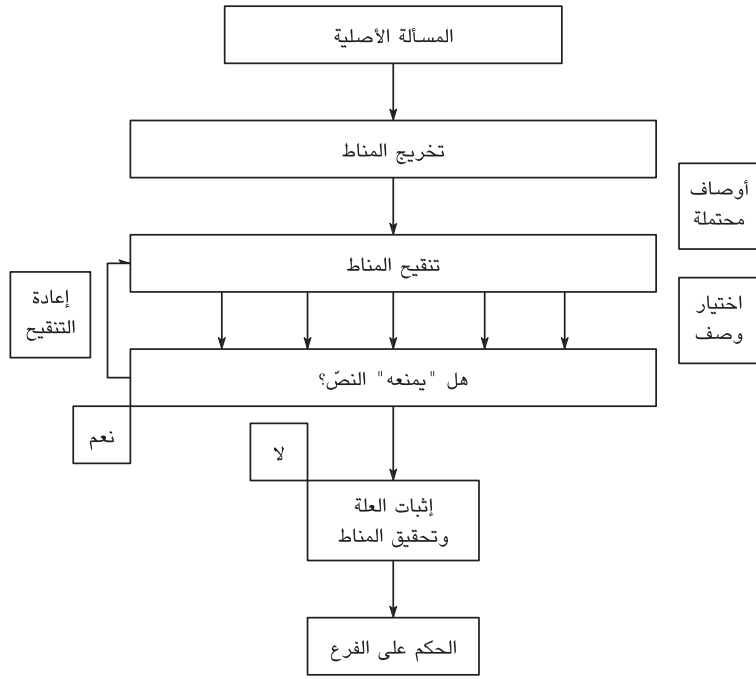 المسألة الأصلية
تخريج المناط
أوصاف
محتملة
تنقيح المناط
إعادة
التنقيح
اختيار
وصف
هل "يمنعه" النصّ؟
نعم
لا
إثبات العلة
وتحقيق المناط
الحكم على الفرع